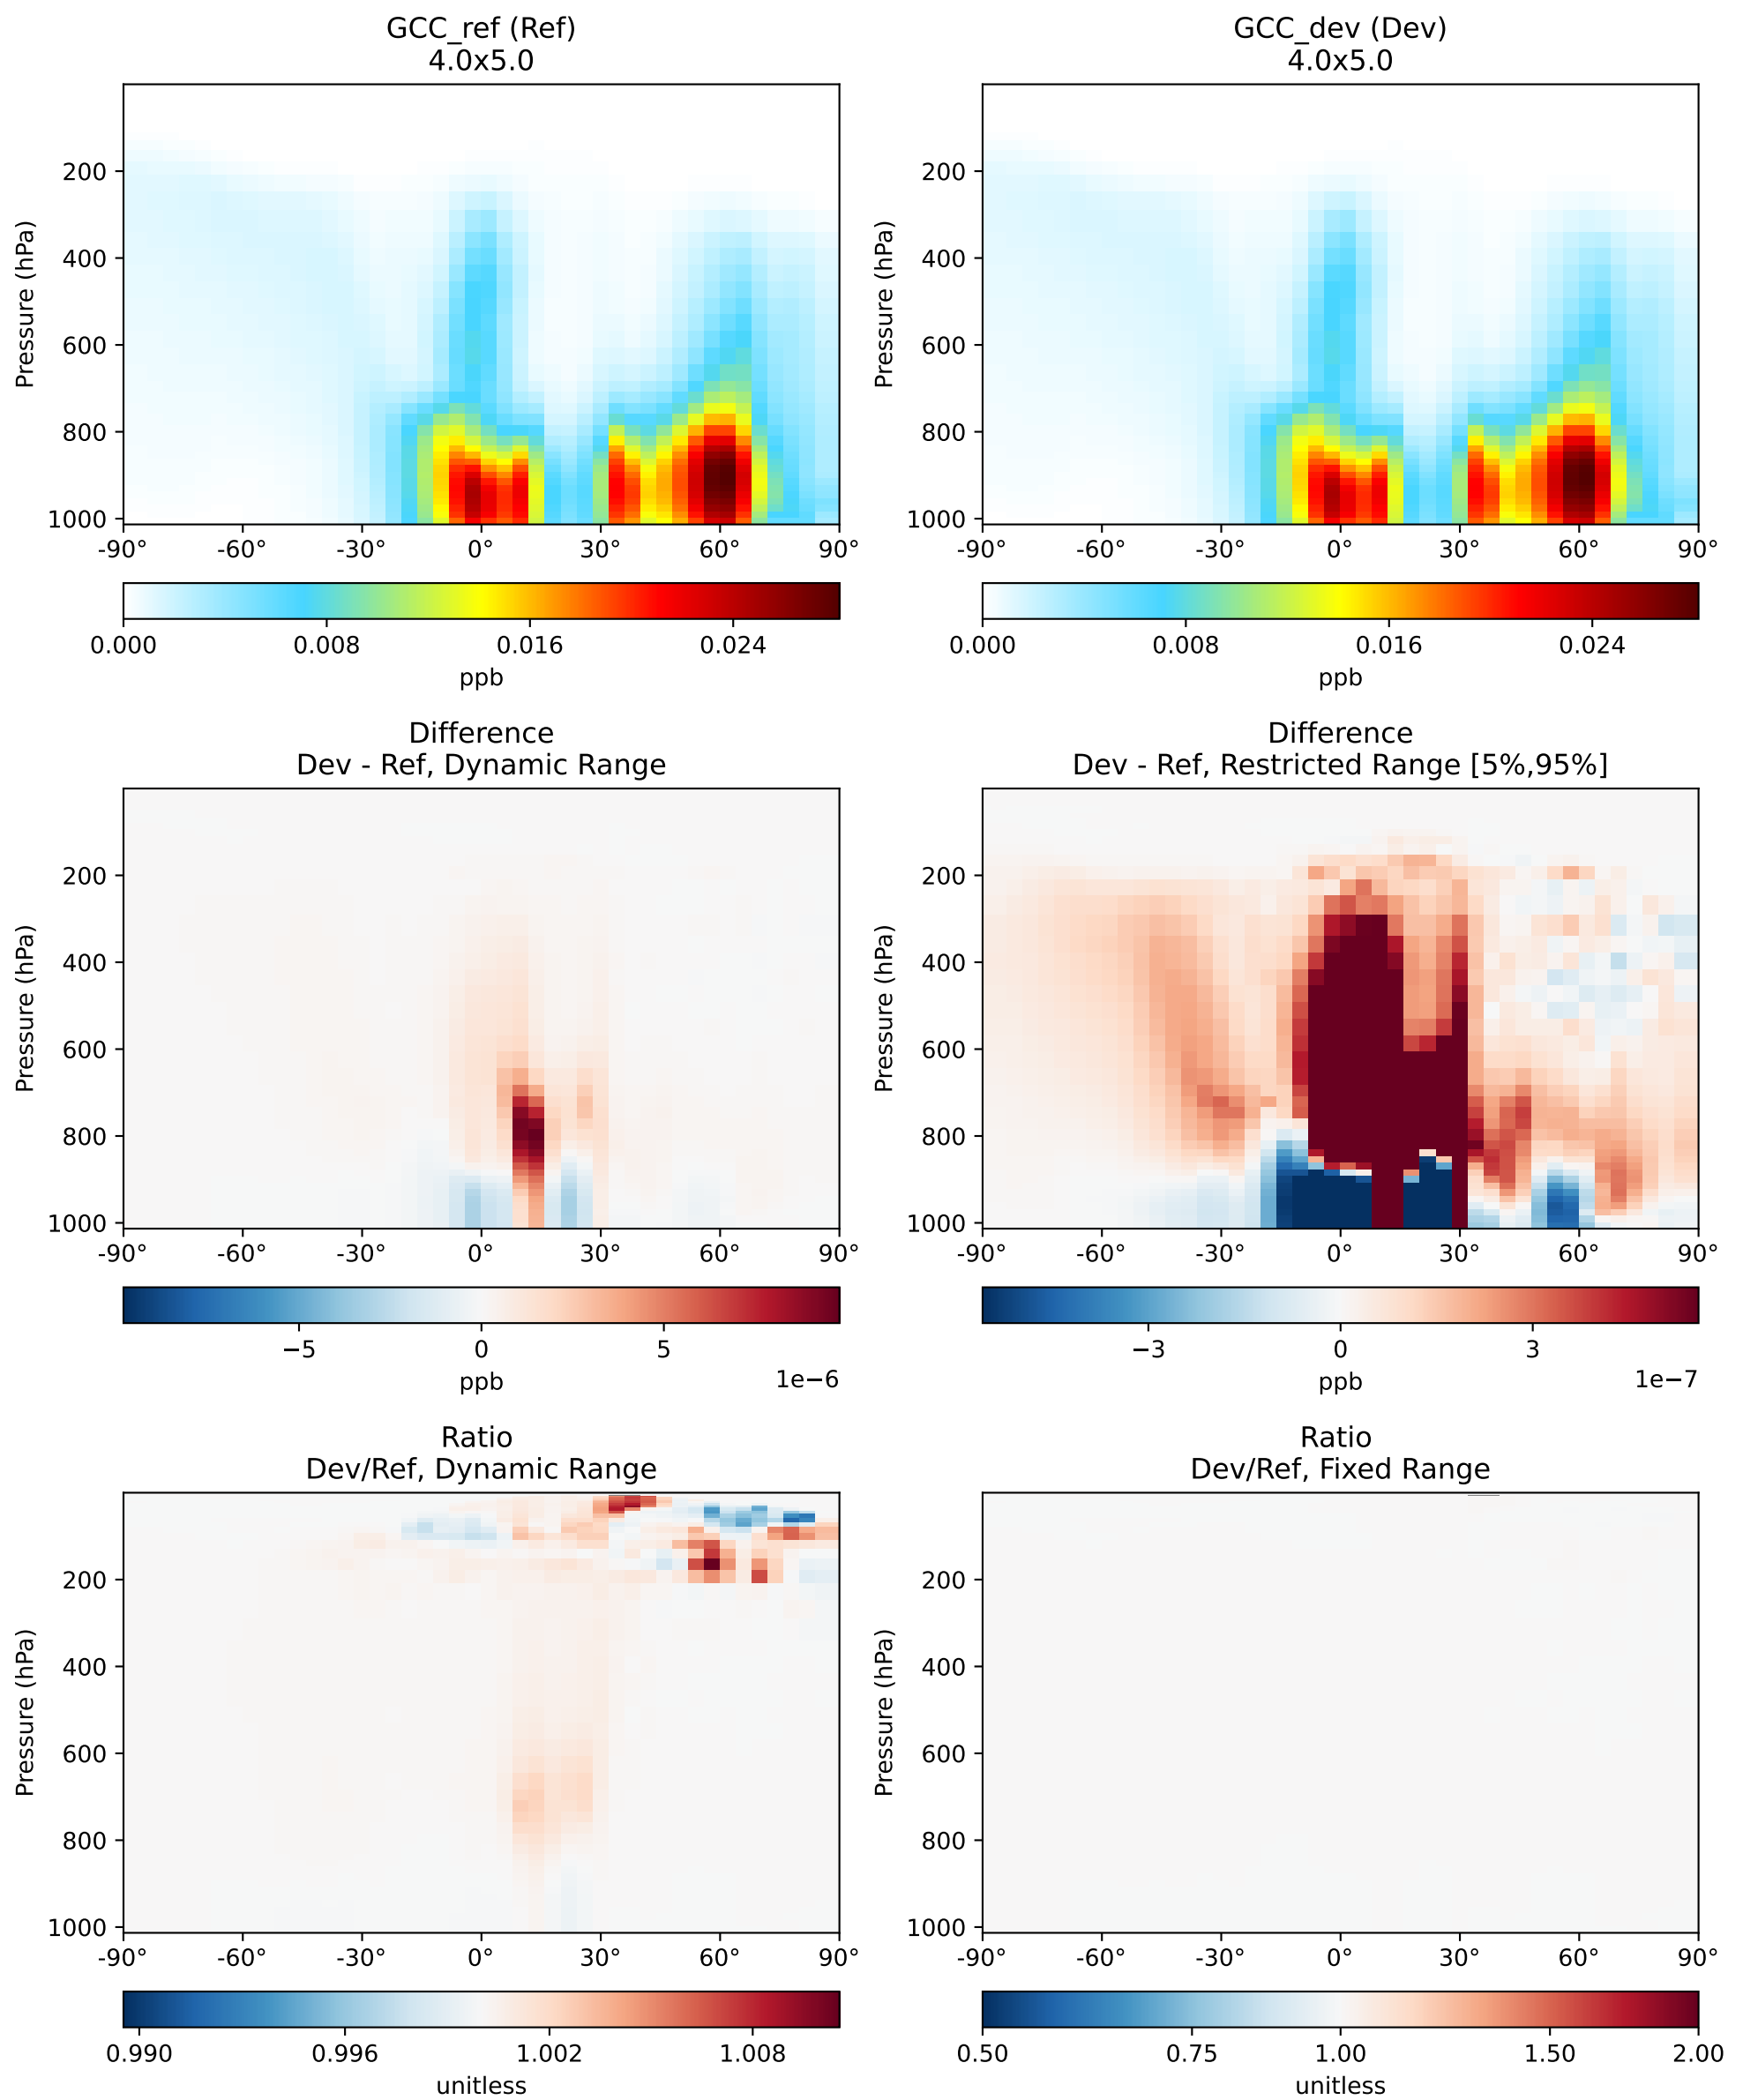 GCC_ref (Ref)
4.0x5.0
GCC_dev (Dev)
4.0x5.0
Pressure (hPa)
200
400
600
800
1000
-90° -60° -30° 0° 30° 60° 90°
0.000 0.008 0.016 0.024
ppb
Pressure (hPa)
200
400
600
800
1000
-90° -60° -30° 0° 30° 60° 90°
0.000 0.008 0.016 0.024
ppb
Difference
Dev - Ref, Dynamic Range
Pressure (hPa)
200
400
600
800
1000
-90° -60° -30° 0° 30° 60° 90°
−5 0 5
ppb
1e−6
Difference
Dev - Ref, Restricted Range [5%,95%]
Pressure (hPa)
200
400
600
800
1000
-90° -60° -30° 0° 30° 60° 90°
−3 0 3
ppb
1e−7
Ratio
Dev/Ref, Dynamic Range
Pressure (hPa)
200
400
600
800
1000
-90° -60° -30° 0° 30° 60° 90°
0.990 0.996 1.002 1.008
unitless
Ratio
Dev/Ref, Fixed Range
Pressure (hPa)
200
400
600
800
1000
-90° -60° -30° 0° 30° 60° 90°
0.50 0.75 1.00 1.50 2.00
unitless